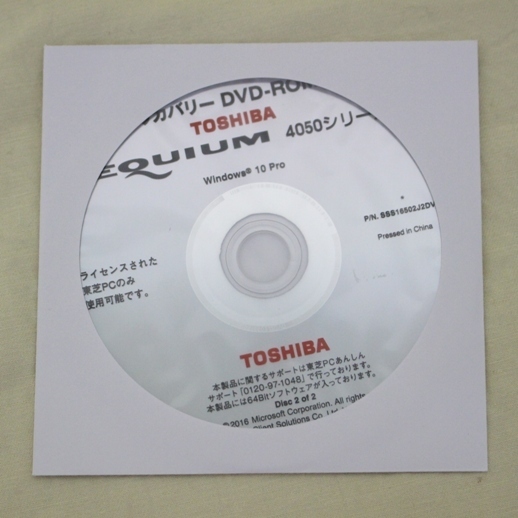 カバリー DVD-ROM
TOSHIBA
EQUIUM 4050シリー
Windows® 10 Pro
P/N. SBS16502J2DV
Pressed in China
ライセンスされた
東芝PCのみ
使用可能です。
TOSHIBA
本製品に関するサポートは東芝PCあんしん
サポート「0120-97-1048」で行っております。
本製品には64Bitソフトウェアが入っております。
Disc 2 of 2
©2016 Microsoft Corporation. All rights
Client Solutions Co., Ltd.